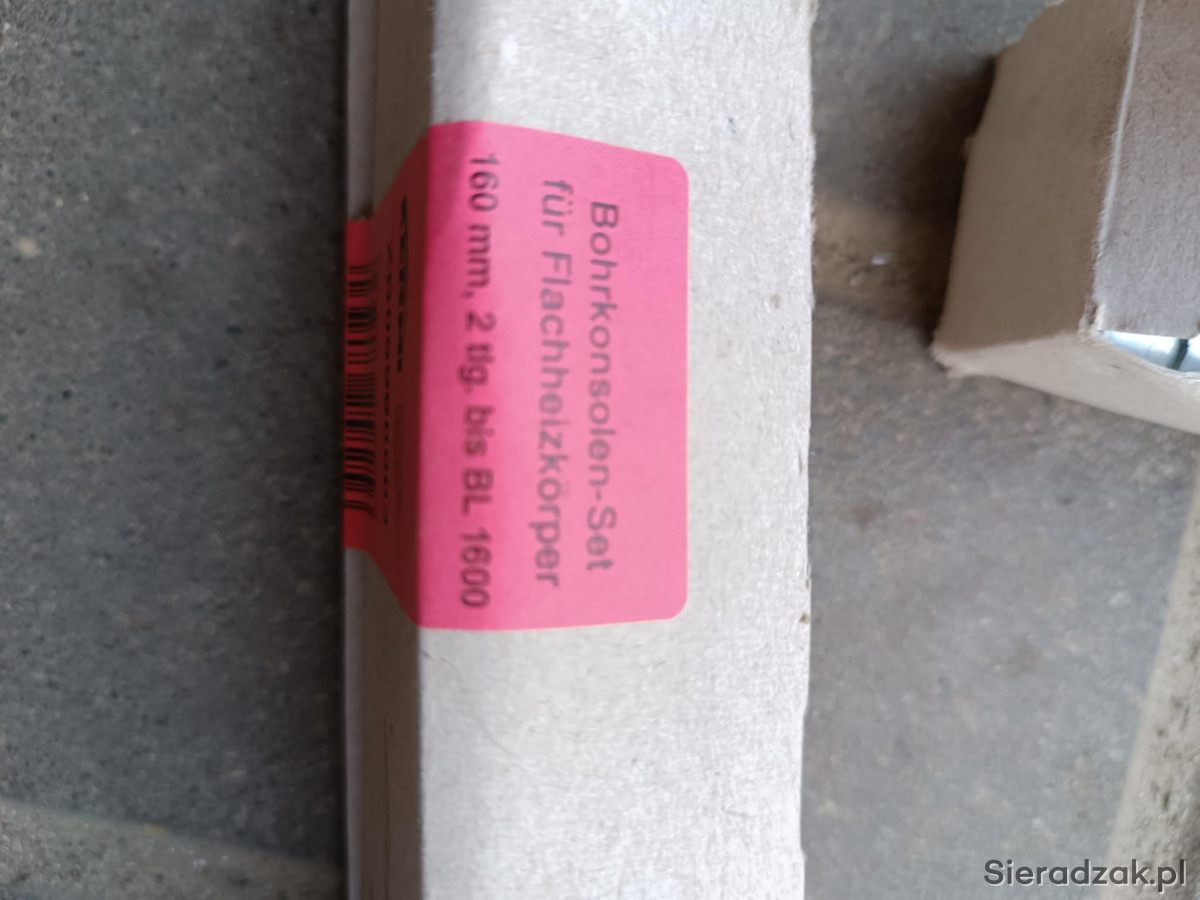 Bohrkonsolen-Set
für Flachheizkörper
160 mm, 2 tlg. bis BL 1600
Sieradzak.pl